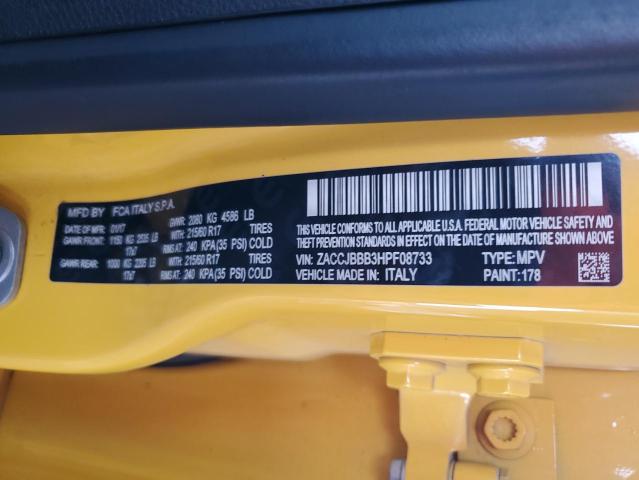 MFD BY FCA ITALY S.P.A.
DATE: 01/17 GVWR: 2080 KG 4586 LB
GAWR FRONT: 1150 KG 2535 LB WITH: 215/60 R17 TIRES
17x7 RIMS AT: 240 KPA (35 PSI) COLD
GAWR REAR: 1000 KG 2205 LB WITH: 215/60 R17 TIRES
17x7 RIMS AT: 240 KPA (35 PSI) COLD
THIS VEHICLE CONFORMS TO ALL APPLICABLE U.S.A. FEDERAL MOTOR VEHICLE SAFETY AND
THEFT PREVENTION STANDARDS IN EFFECT ON THE DATE OF MANUFACTURE SHOWN ABOVE
VIN: ZACCJBBB3HPF08733 TYPE: MPV
VEHICLE MADE IN: ITALY PAINT: 178